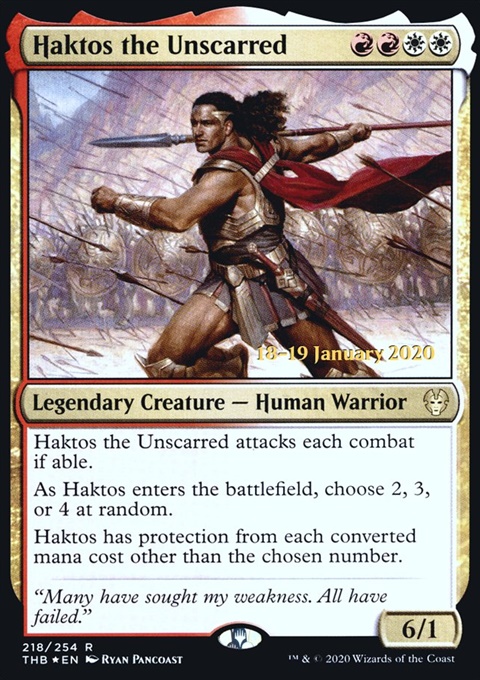 Haktos the Unscarred
18–19 January 2020
Legendary Creature — Human Warrior
Haktos the Unscarred attacks each combat
if able.
As Haktos enters the battlefield, choose 2, 3,
or 4 at random.
Haktos has protection from each converted
mana cost other than the chosen number.
“Many have sought my weakness. All have
failed.”
6/1
218/254 R
THB ★ EN Ryan Pancoast
™ & © 2020 Wizards of the Coast